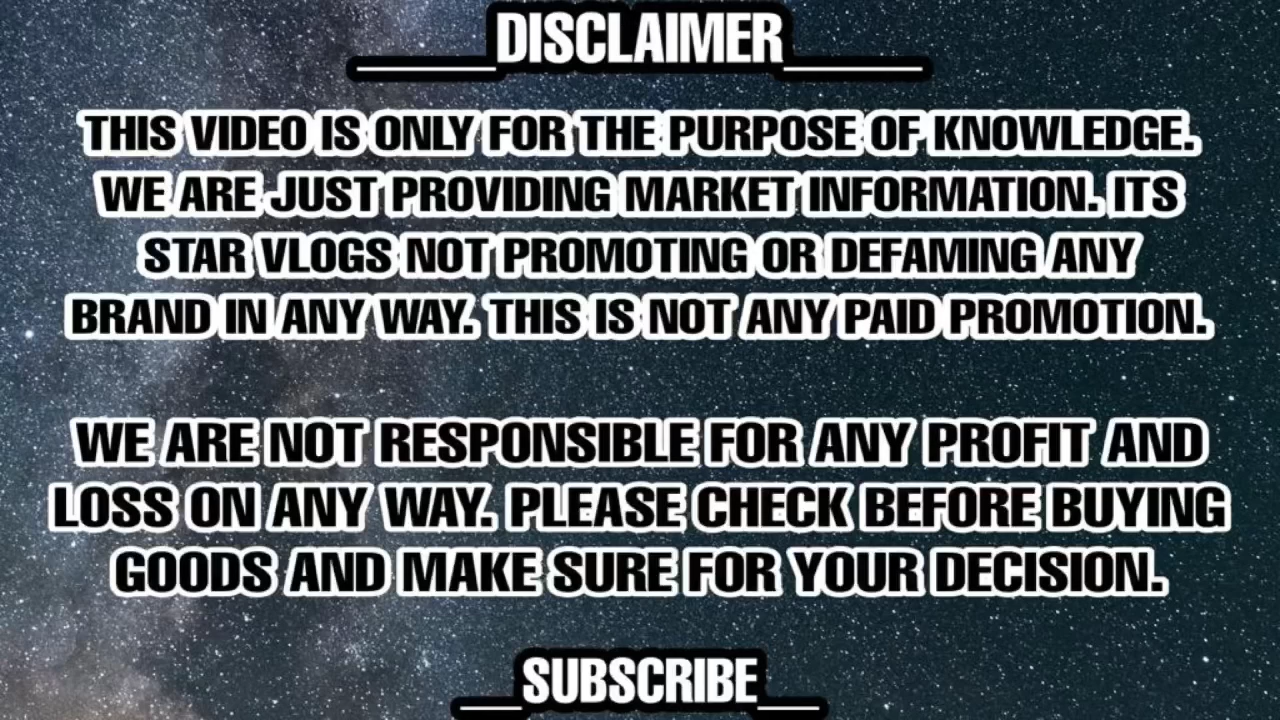 DISCLAIMER
THIS VIDEO IS ONLY FOR THE PURPOSE OF KNOWLEDGE.
WE ARE JUST PROVIDING MARKET INFORMATION. ITS
STAR VLOGS NOT PROMOTING OR DEFAMING ANY
BRAND IN ANY WAY. THIS IS NOT ANY PAID PROMOTION.
WE ARE NOT RESPONSIBLE FOR ANY PROFIT AND
LOSS ON ANY WAY. PLEASE CHECK BEFORE BUYING
GOODS AND MAKE SURE FOR YOUR DECISION.
SUBSCRIBE